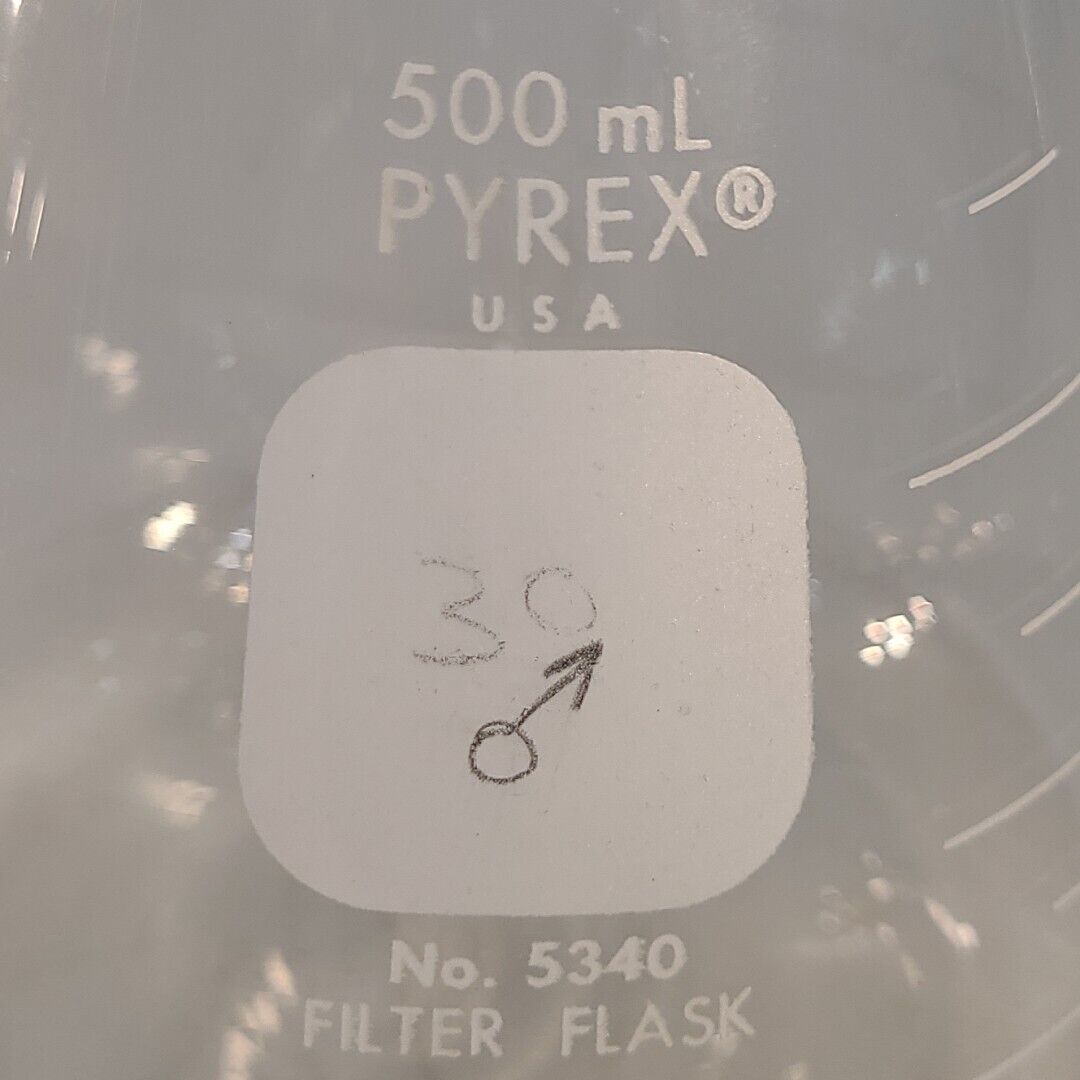 500 mL
PYREX®
USA
30
♂
No. 5340
FILTER FLASK